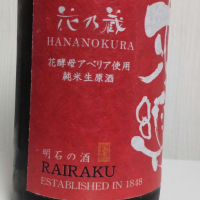 花乃蔵
HANANOKURA
花酵母アベリア使用
純米生原酒
明石の酒
RAIRAKU
ESTABLISHED IN 1848